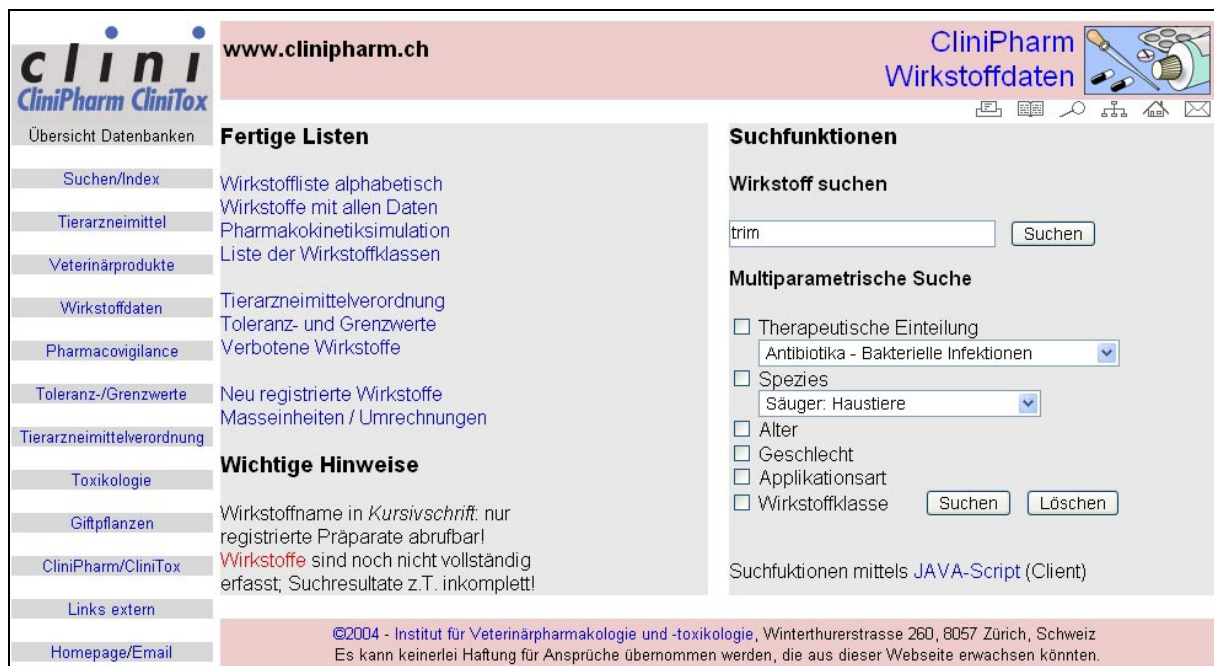 clini
CliniPharm CliniTox
www.clinipharm.ch
CliniPharm
Wirkstoffdaten
Übersicht Datenbanken
Suchen/Index
Tierarzneimittel
Veterinärprodukte
Wirkstoffdaten
Pharmacovigilance
Toleranz-/Grenzwerte
Tierarzneimittelverordnung
Toxikologie
Giftpflanzen
CliniPharm/CliniTox
Links extern
Homepage/Email
Fertige Listen
Wirkstoffliste alphabetisch
Wirkstoffe mit allen Daten
Pharmakokinetiksimulation
Liste der Wirkstoffklassen
Tierarzneimittelverordnung
Toleranz- und Grenzwerte
Verbotene Wirkstoffe
Neu registrierte Wirkstoffe
Masseinheiten / Umrechnungen
Wichtige Hinweise
Wirkstoffname in Kursivschrift: nur
registrierte Präparate abrufbar!
Wirkstoffe sind noch nicht vollständig
erfasst; Suchresultate z.T. inkomplett!
Suchfunktionen
Wirkstoff suchen
trim Suchen
Multiparametrische Suche
Therapeutische Einteilung
Antibiotika - Bakterielle Infektionen
Spezies
Säuger: Haustiere
Alter
Geschlecht
Applikationsart
Wirkstoffklasse Suchen Löschen
Suchfuktionen mittels JAVA-Script (Client)
©2004 - Institut für Veterinärpharmakologie und -toxikologie, Winterthurerstrasse 260, 8057 Zürich, Schweiz
Es kann keinerlei Haftung für Ansprüche übernommen werden, die aus dieser Webseite erwachsen könnten.